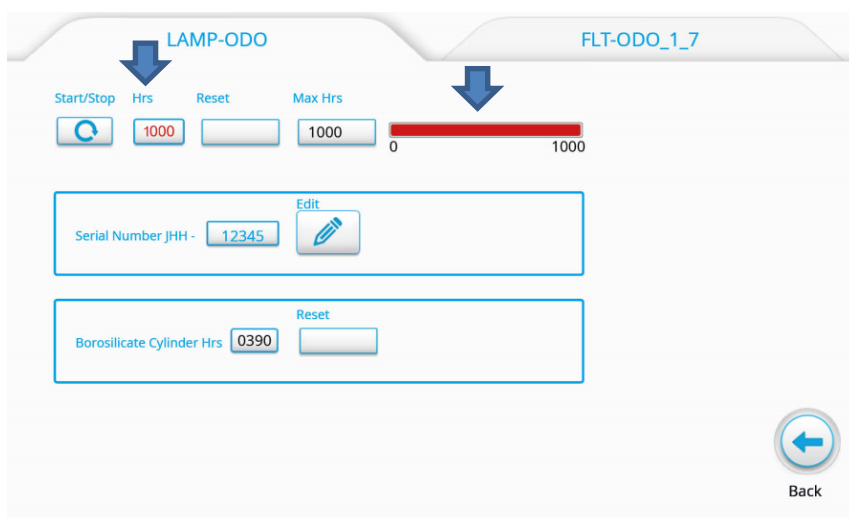 LAMP-ODO FLT-ODO_1_7
Start/Stop Hrs Reset Max Hrs
1000 1000
0 1000
Edit
Serial Number JHH - 12345
Reset
Borosilicate Cylinder Hrs 0390
Back